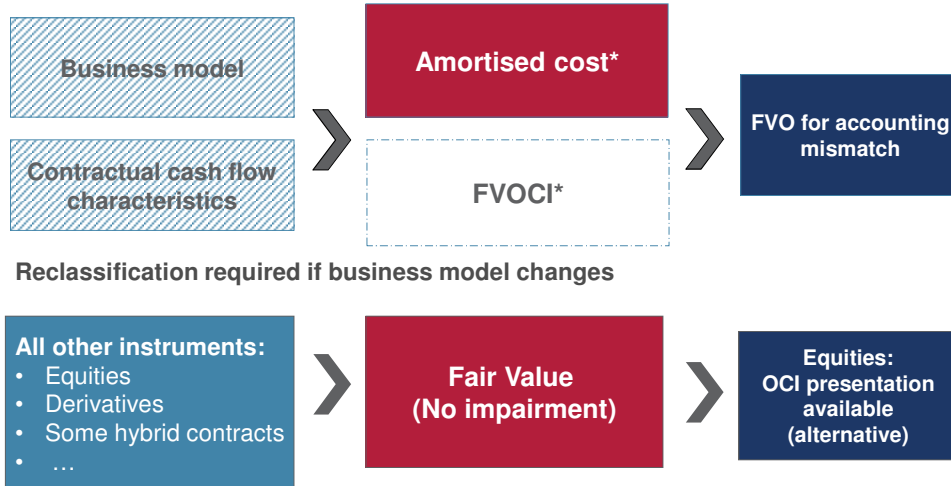 Business model
Amortised cost*
FVO for accounting
mismatch
Contractual cash flow
characteristics
FVOCI*
Reclassification required if business model changes
All other instruments:
• Equities
• Derivatives
• Some hybrid contracts
• …
Fair Value
(No impairment)
Equities:
OCI presentation
available
(alternative)